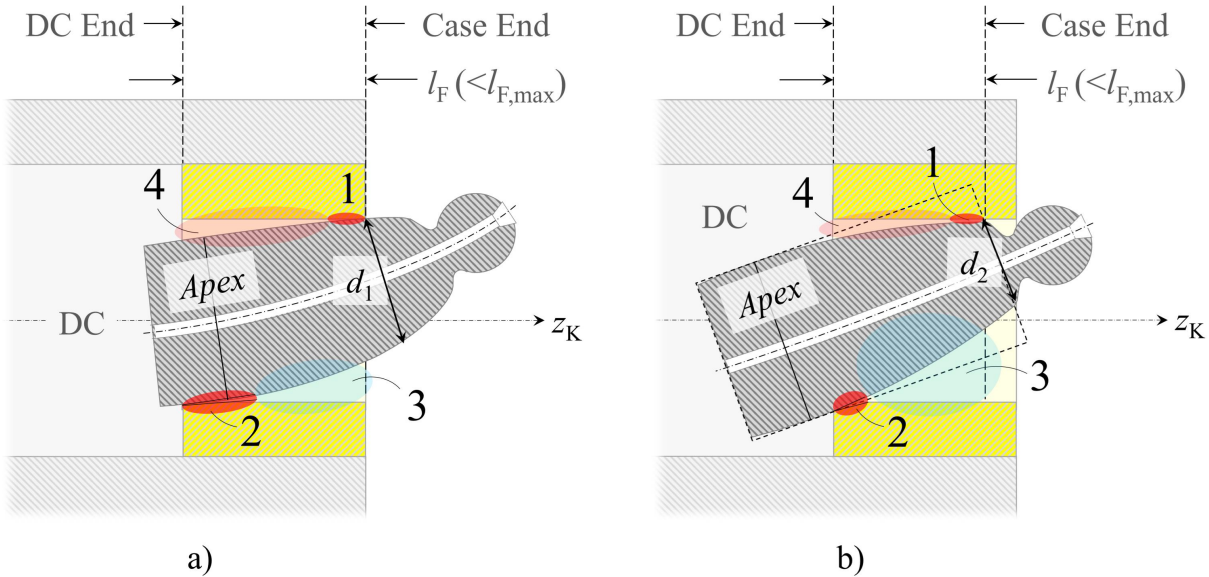 DC End
Case End
l_F (<l_F,max)
4
1
Apex
d_1
DC
z_K
3
2
a)
DC End
Case End
l_F (<l_F,max)
1
4
DC
Apex
d_2
z_K
3
2
b)